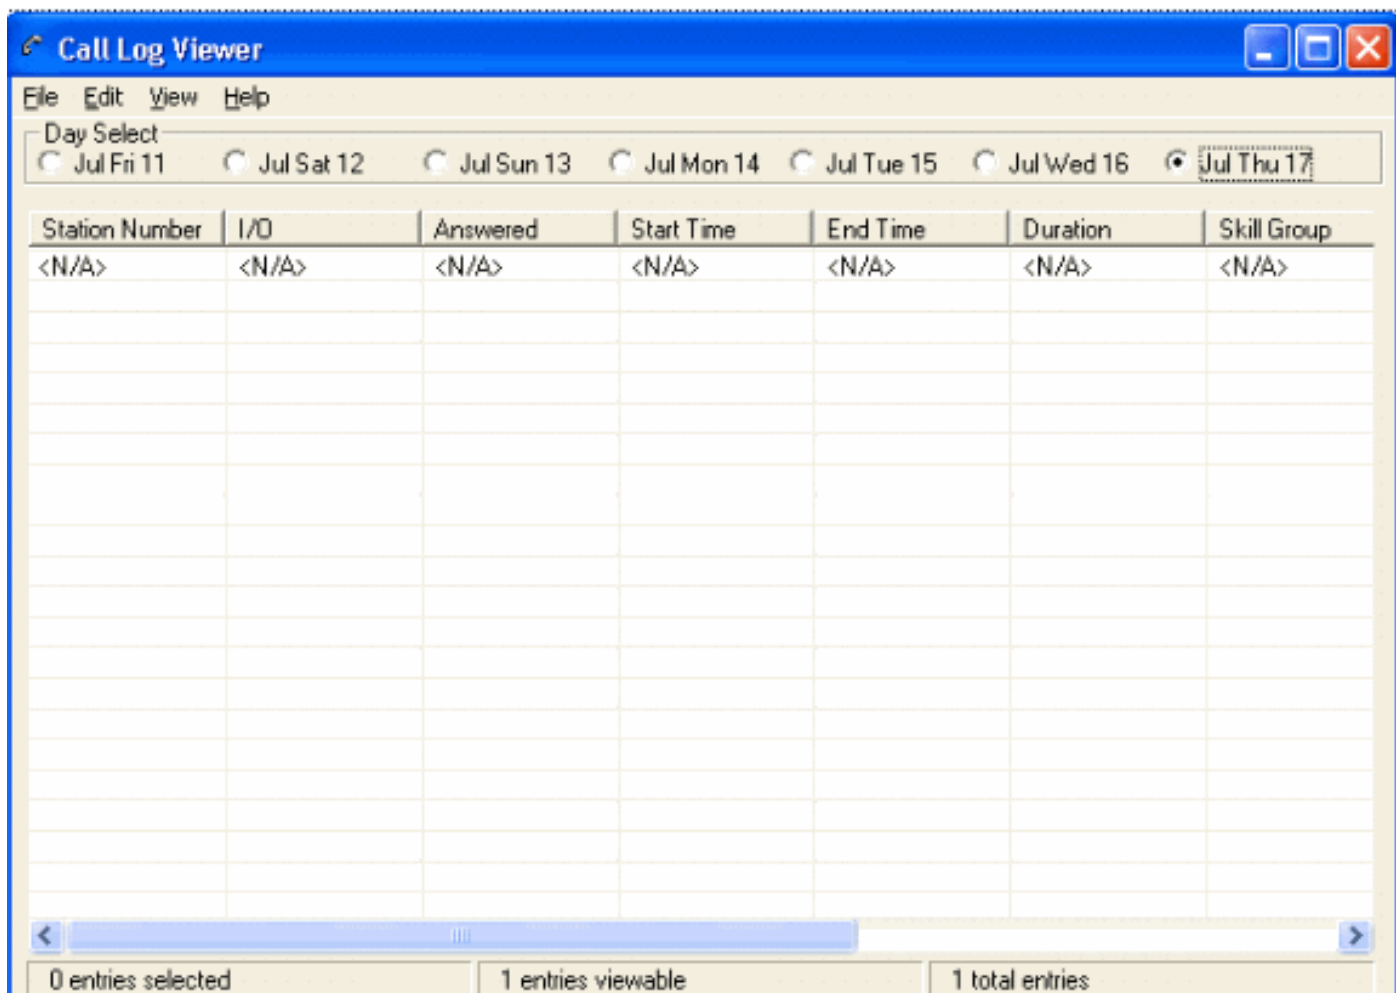 Call Log Viewer
File Edit View Help
Day Select
Jul Fri 11 Jul Sat 12 Jul Sun 13 Jul Mon 14 Jul Tue 15 Jul Wed 16 Jul Thu 17
Station Number I/O Answered Start Time End Time Duration Skill Group
<N/A> <N/A> <N/A> <N/A> <N/A> <N/A> <N/A>
0 entries selected 1 entries viewable 1 total entries